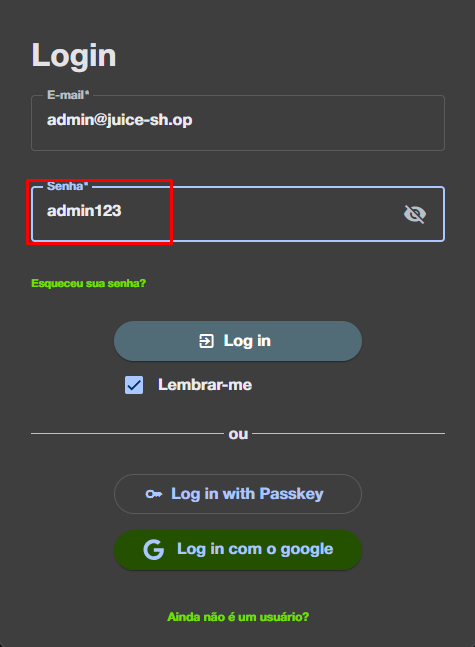 Login
E-mail*
admin@juice-sh.op
Senha*
admin123
Esqueceu sua senha?
Log in
Lembrar-me
ou
Log in with Passkey
Log in com o google
Ainda não é um usuário?